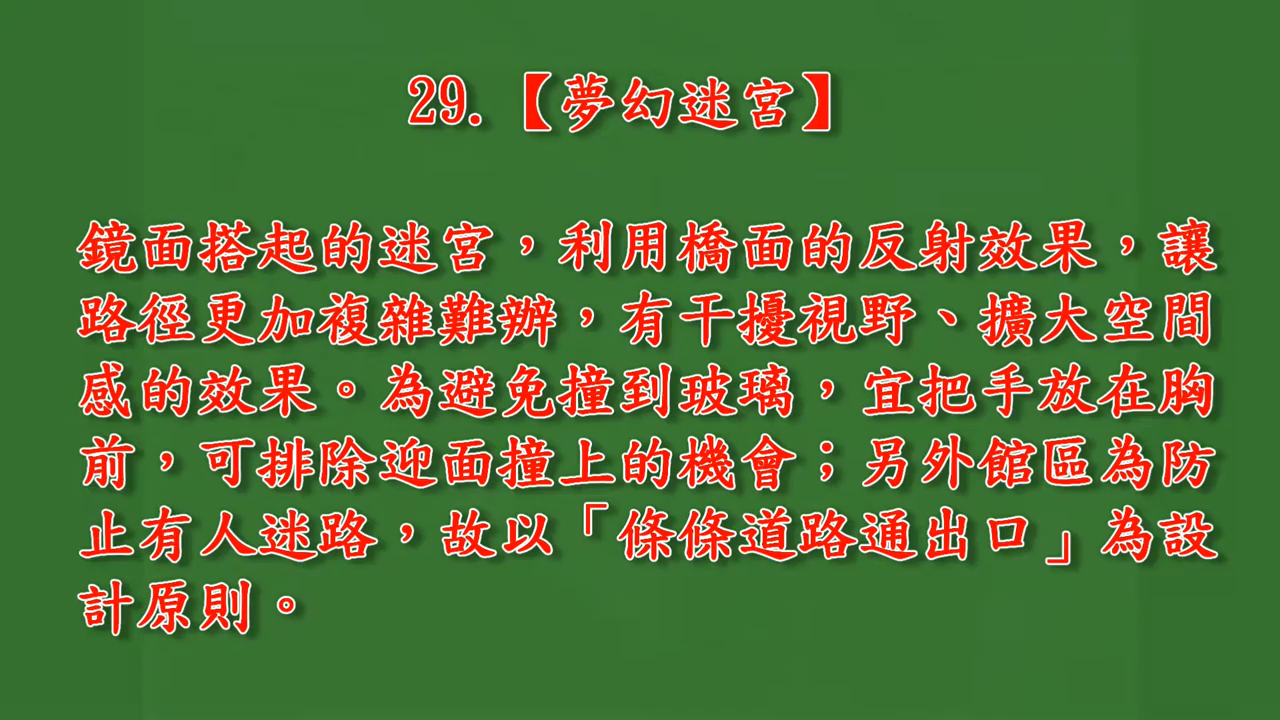 29.【夢幻迷宮】
鏡面搭起的迷宮，利用橋面的反射效果，讓
路徑更加複雜難辦，有干擾視野、擴大空間
感的效果。為避免撞到玻璃，宜把手放在胸
前，可排除迎面撞上的機會；另外館區為防
止有人迷路，故以「條條道路通出口」為設
計原則。